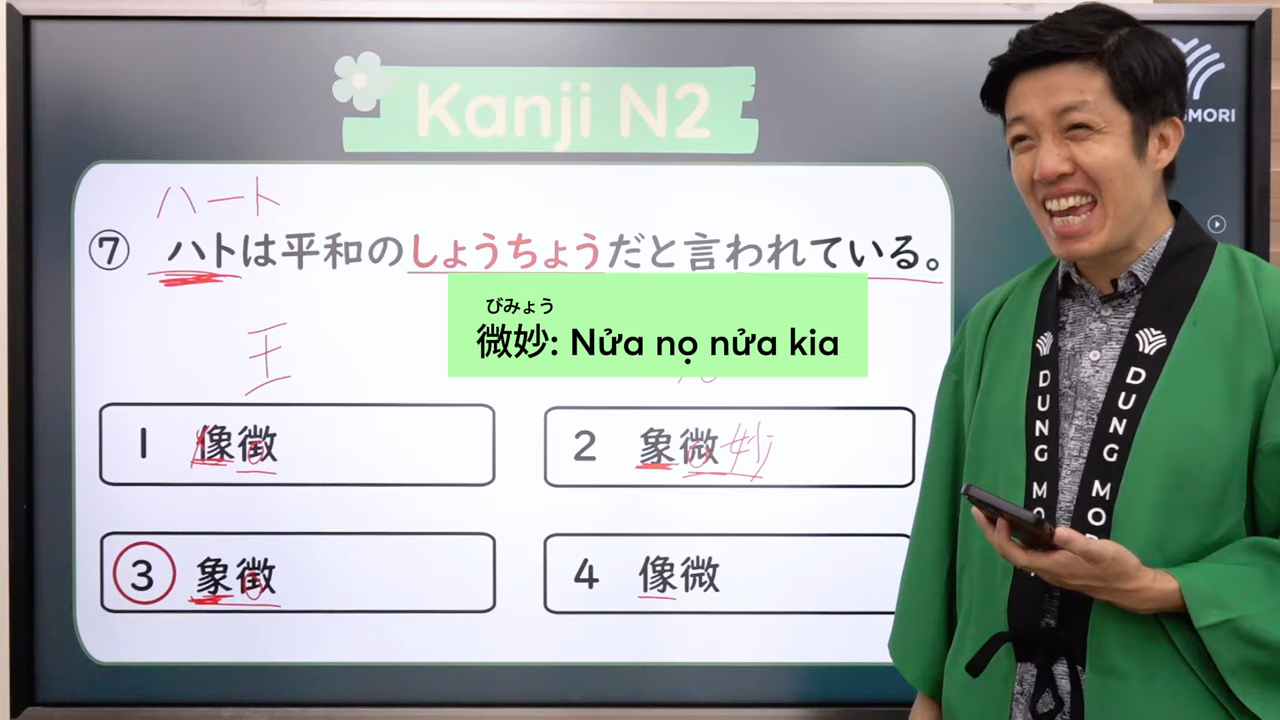 Kanji N2
MORI
ハート
⑦ ハトは平和のしょうちょうだと言われている。
びみょう
微妙: Nửa nọ nửa kia
王
1 像徴
2 象微妙
3 象徴
4 像微
DUNG MO
DUNG MO